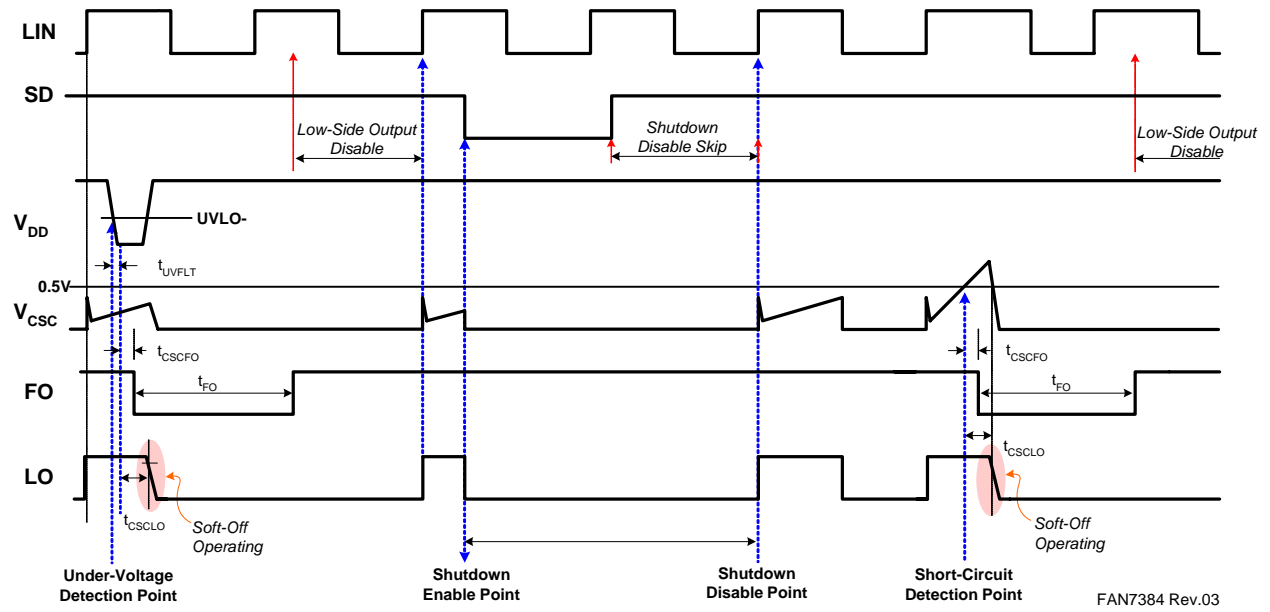 LIN
SD
Low-Side Output
Disable
Shutdown
Disable Skip
Low-Side Output
Disable
UVLO-
VDD
tUVFLT
0.5V
VCSC
tCSCFO
tCSCFO
FO
tFO
tFO
tCSCLO
LO
tCSCLO
Soft-Off
Operating
Soft-Off
Operating
Under-Voltage
Detection Point
Shutdown
Enable Point
Shutdown
Disable Point
Short-Circuit
Detection Point
FAN7384 Rev.03